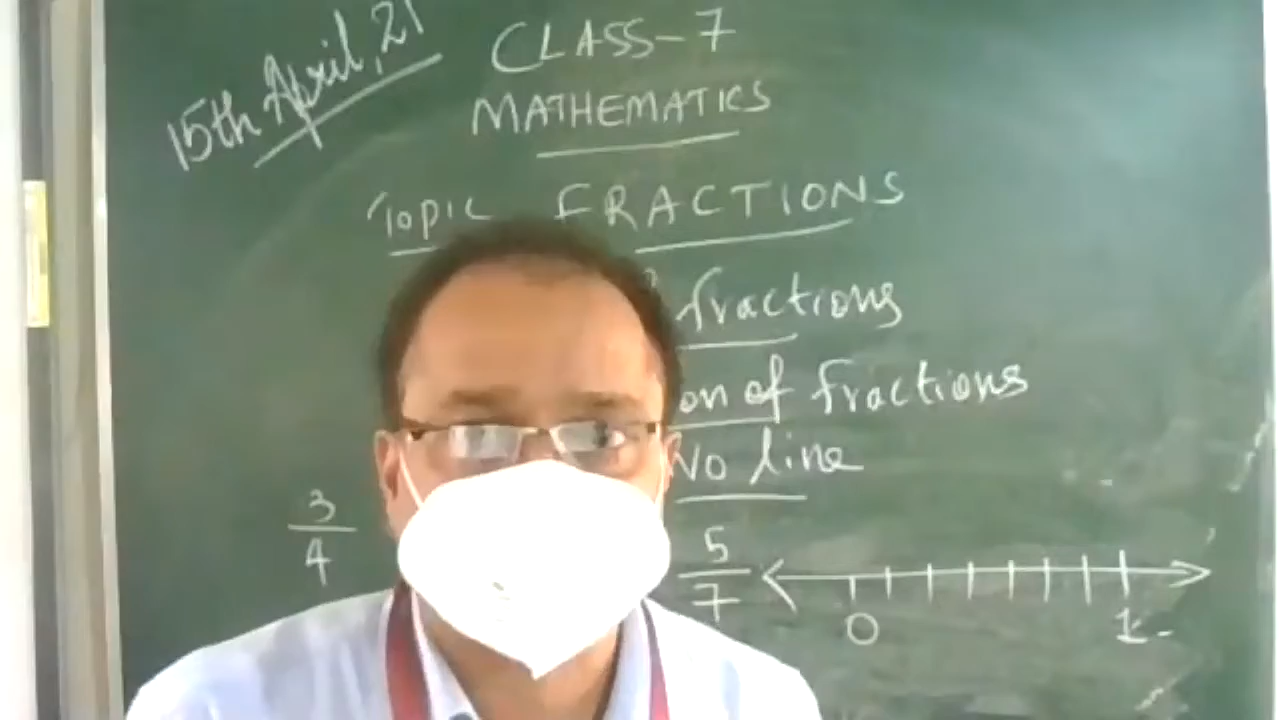 15th April, 21
CLASS-7
MATHEMATICS
TOPIC FRACTIONS
fractions
on of fractions
No line
3
4
5
7
0 1